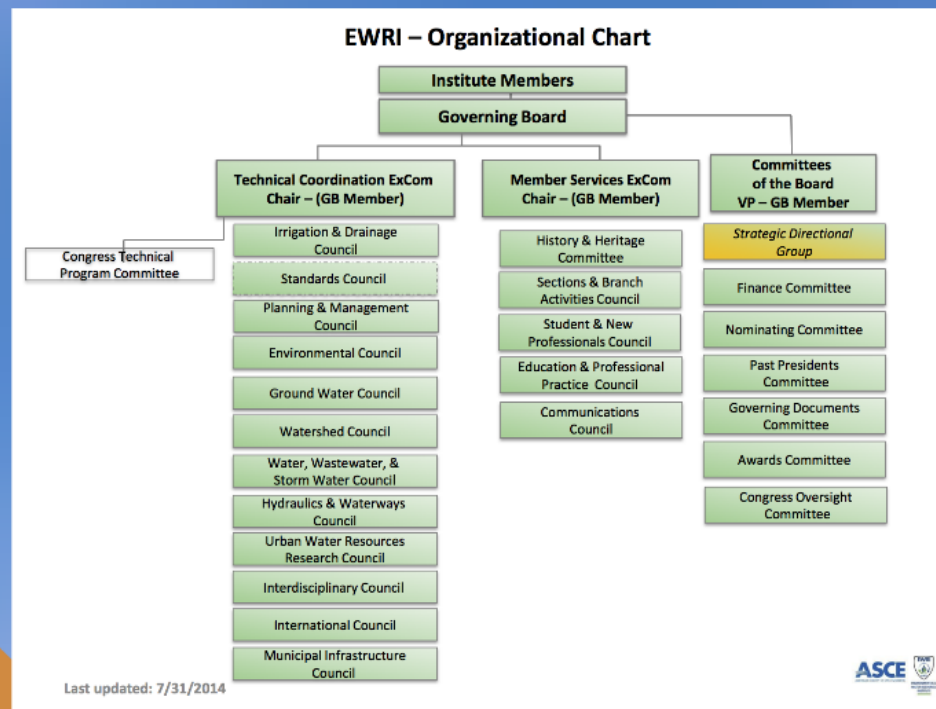 EWRI – Organizational Chart
Institute Members
Governing Board
Technical Coordination ExCom
Chair – (GB Member)
Member Services ExCom
Chair – (GB Member)
Committees
of the Board
VP – GB Member
Congress Technical
Program Committee
Irrigation & Drainage
Council
Standards Council
Planning & Management
Council
Environmental Council
Ground Water Council
Watershed Council
Water, Wastewater, &
Storm Water Council
Hydraulics & Waterways
Council
Urban Water Resources
Research Council
Interdisciplinary Council
International Council
Municipal Infrastructure
Council
History & Heritage
Committee
Sections & Branch
Activities Council
Student & New
Professionals Council
Education & Professional
Practice Council
Communications
Council
Strategic Directional
Group
Finance Committee
Nominating Committee
Past Presidents
Committee
Governing Documents
Committee
Awards Committee
Congress Oversight
Committee
Last updated: 7/31/2014
ASCE